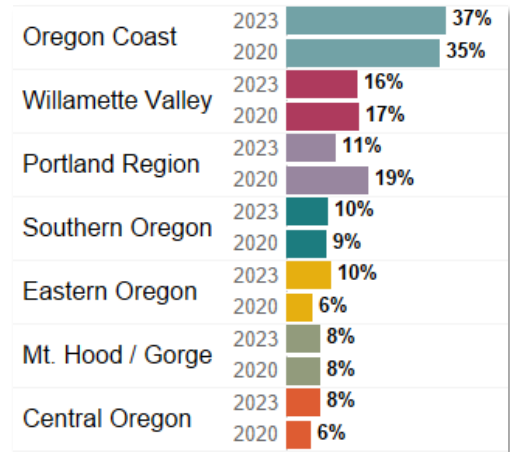 Oregon Coast
2023 37%
2020 35%
Willamette Valley
2023 16%
2020 17%
Portland Region
2023 11%
2020 19%
Southern Oregon
2023 10%
2020 9%
Eastern Oregon
2023 10%
2020 6%
Mt. Hood / Gorge
2023 8%
2020 8%
Central Oregon
2023 8%
2020 6%